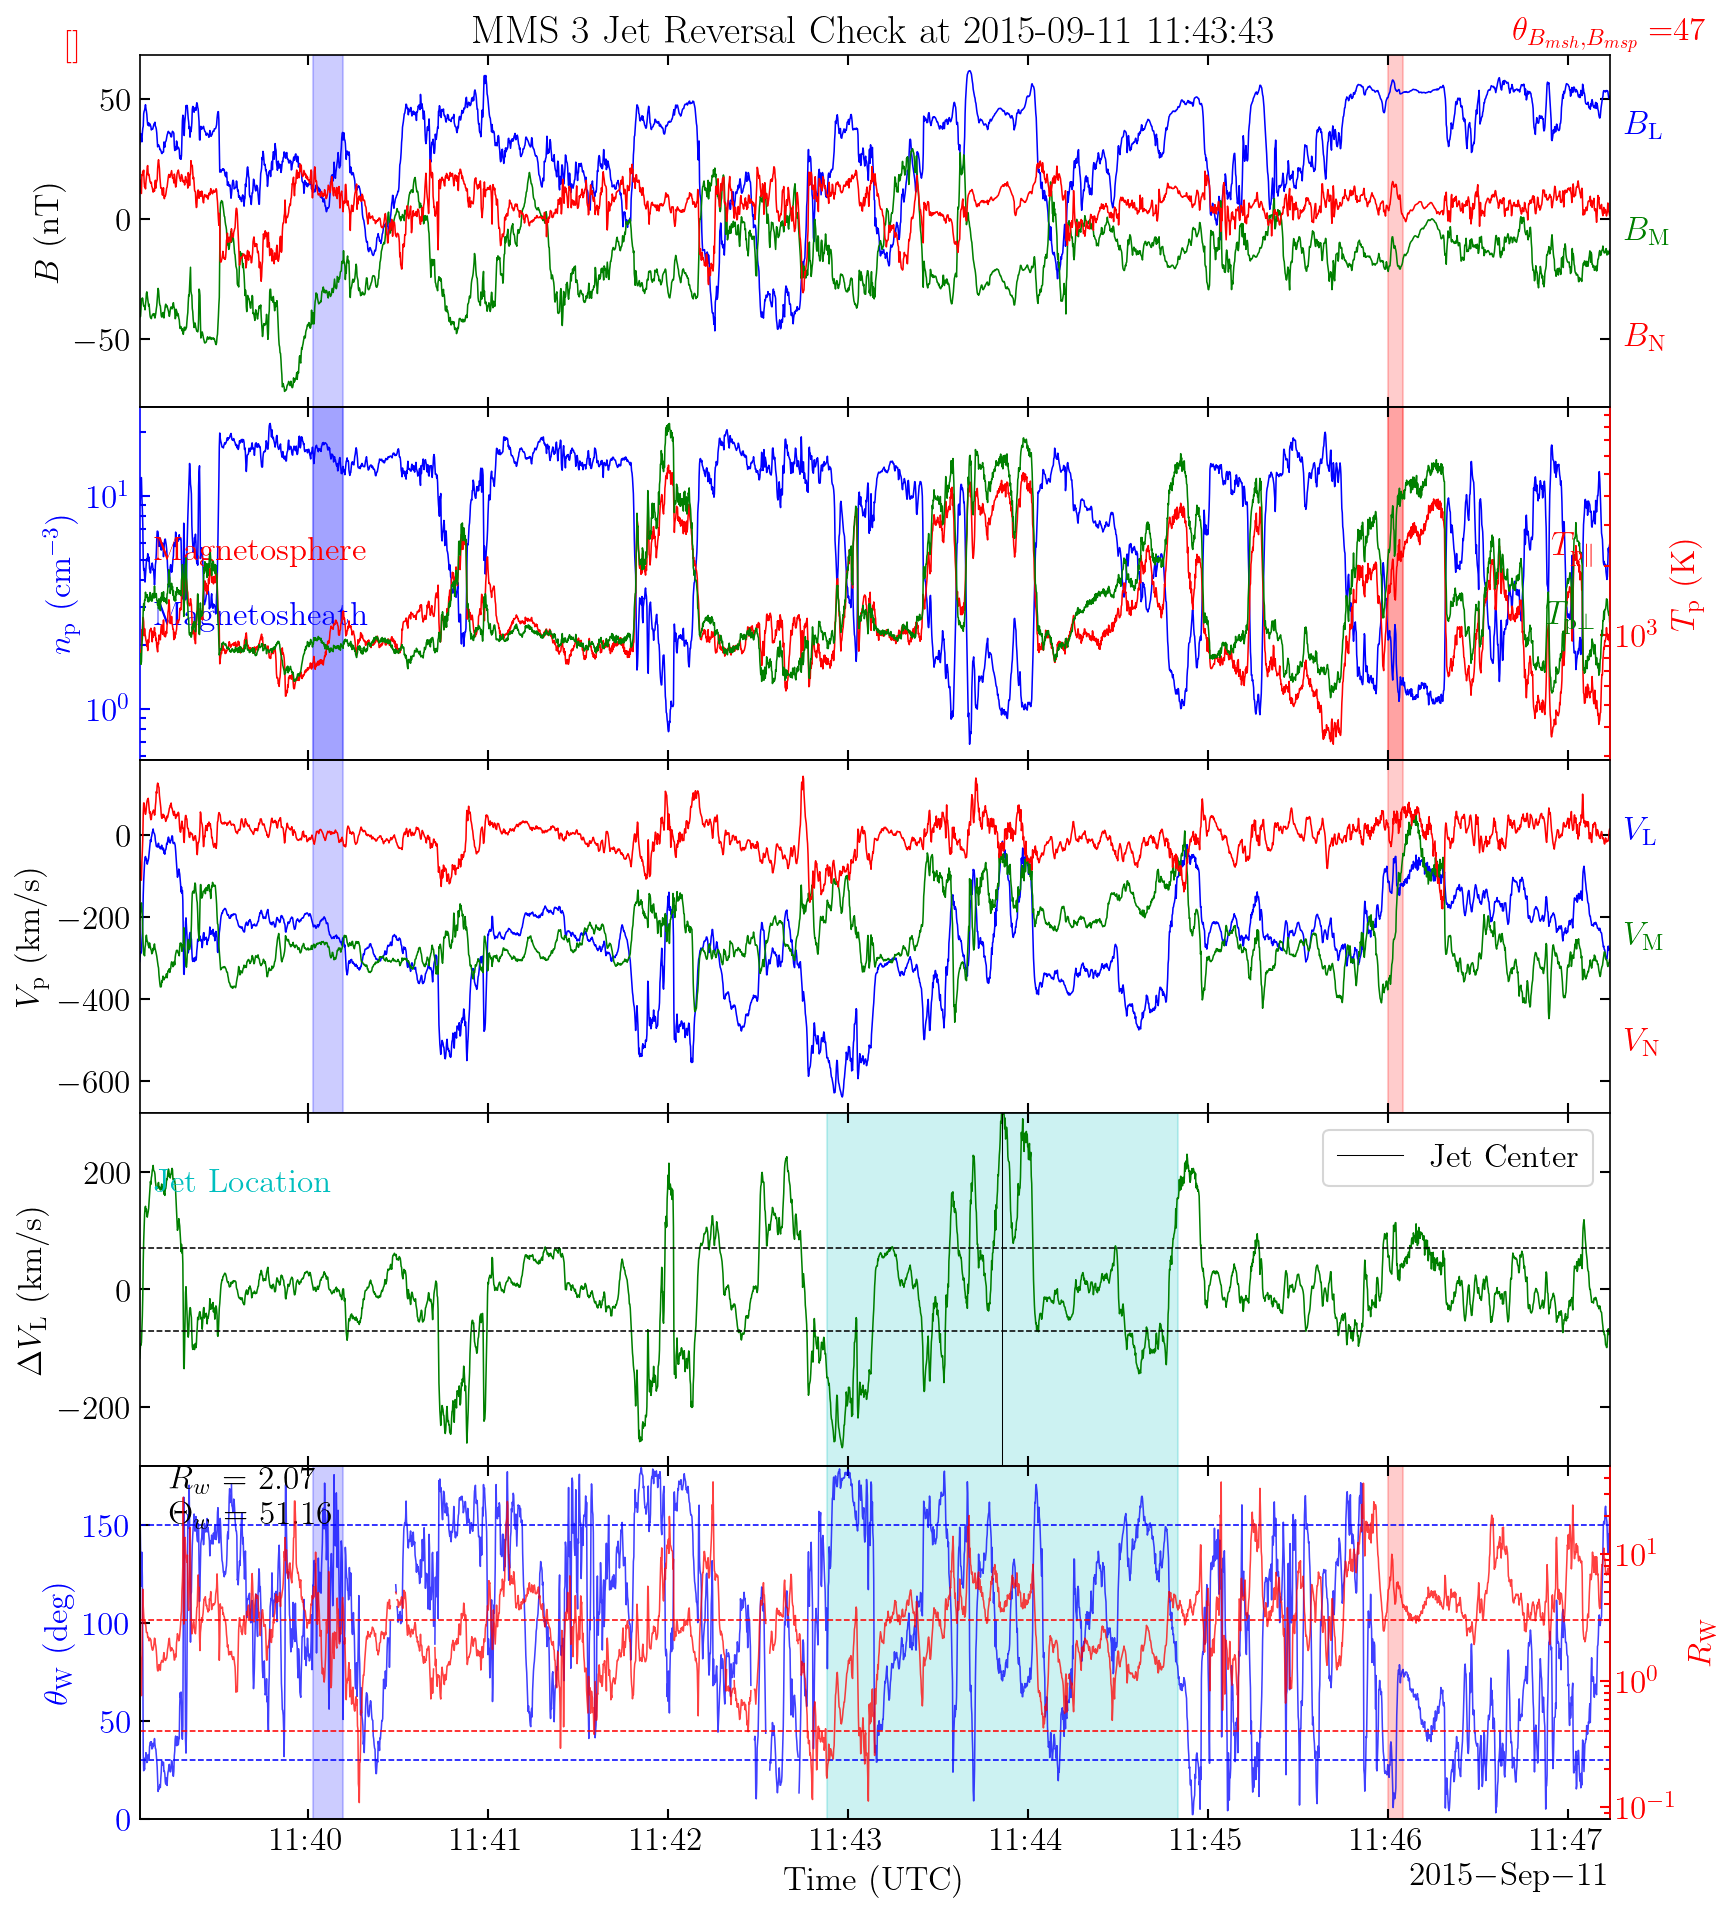 MMS 3 Jet Reversal Check at 2015-09-11 11:43:43
[]
θ_{B_{msh},B_{msp}} =47
50
0
−50
B (nT)
B_L
B_M
B_N
10^1
10^0
n_p (cm^{−3})
Magnetosphere
Magnetosheath
T_{p∥}
T_{p⊥}
10^3
T_p (K)
0
−200
−400
−600
V_p (km/s)
V_L
V_M
V_N
200
0
−200
ΔV_L (km/s)
Jet Location
Jet Center
R_w = 2.07
Θ_w = 51.16
150
100
50
0
θ_W (deg)
10^1
10^0
10^{−1}
R_W
11:40
11:41
11:42
11:43
11:44
11:45
11:46
11:47
Time (UTC)
2015−Sep−11